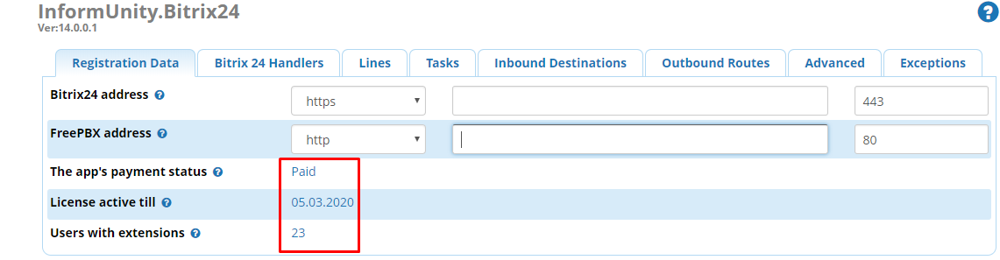 InformUnity.Bitrix24
Ver:14.0.0.1
Registration Data Bitrix 24 Handlers Lines Tasks Inbound Destinations Outbound Routes Advanced Exceptions
Bitrix24 address https 443
FreePBX address http 80
The app's payment status Paid
License active till 05.03.2020
Users with extensions 23